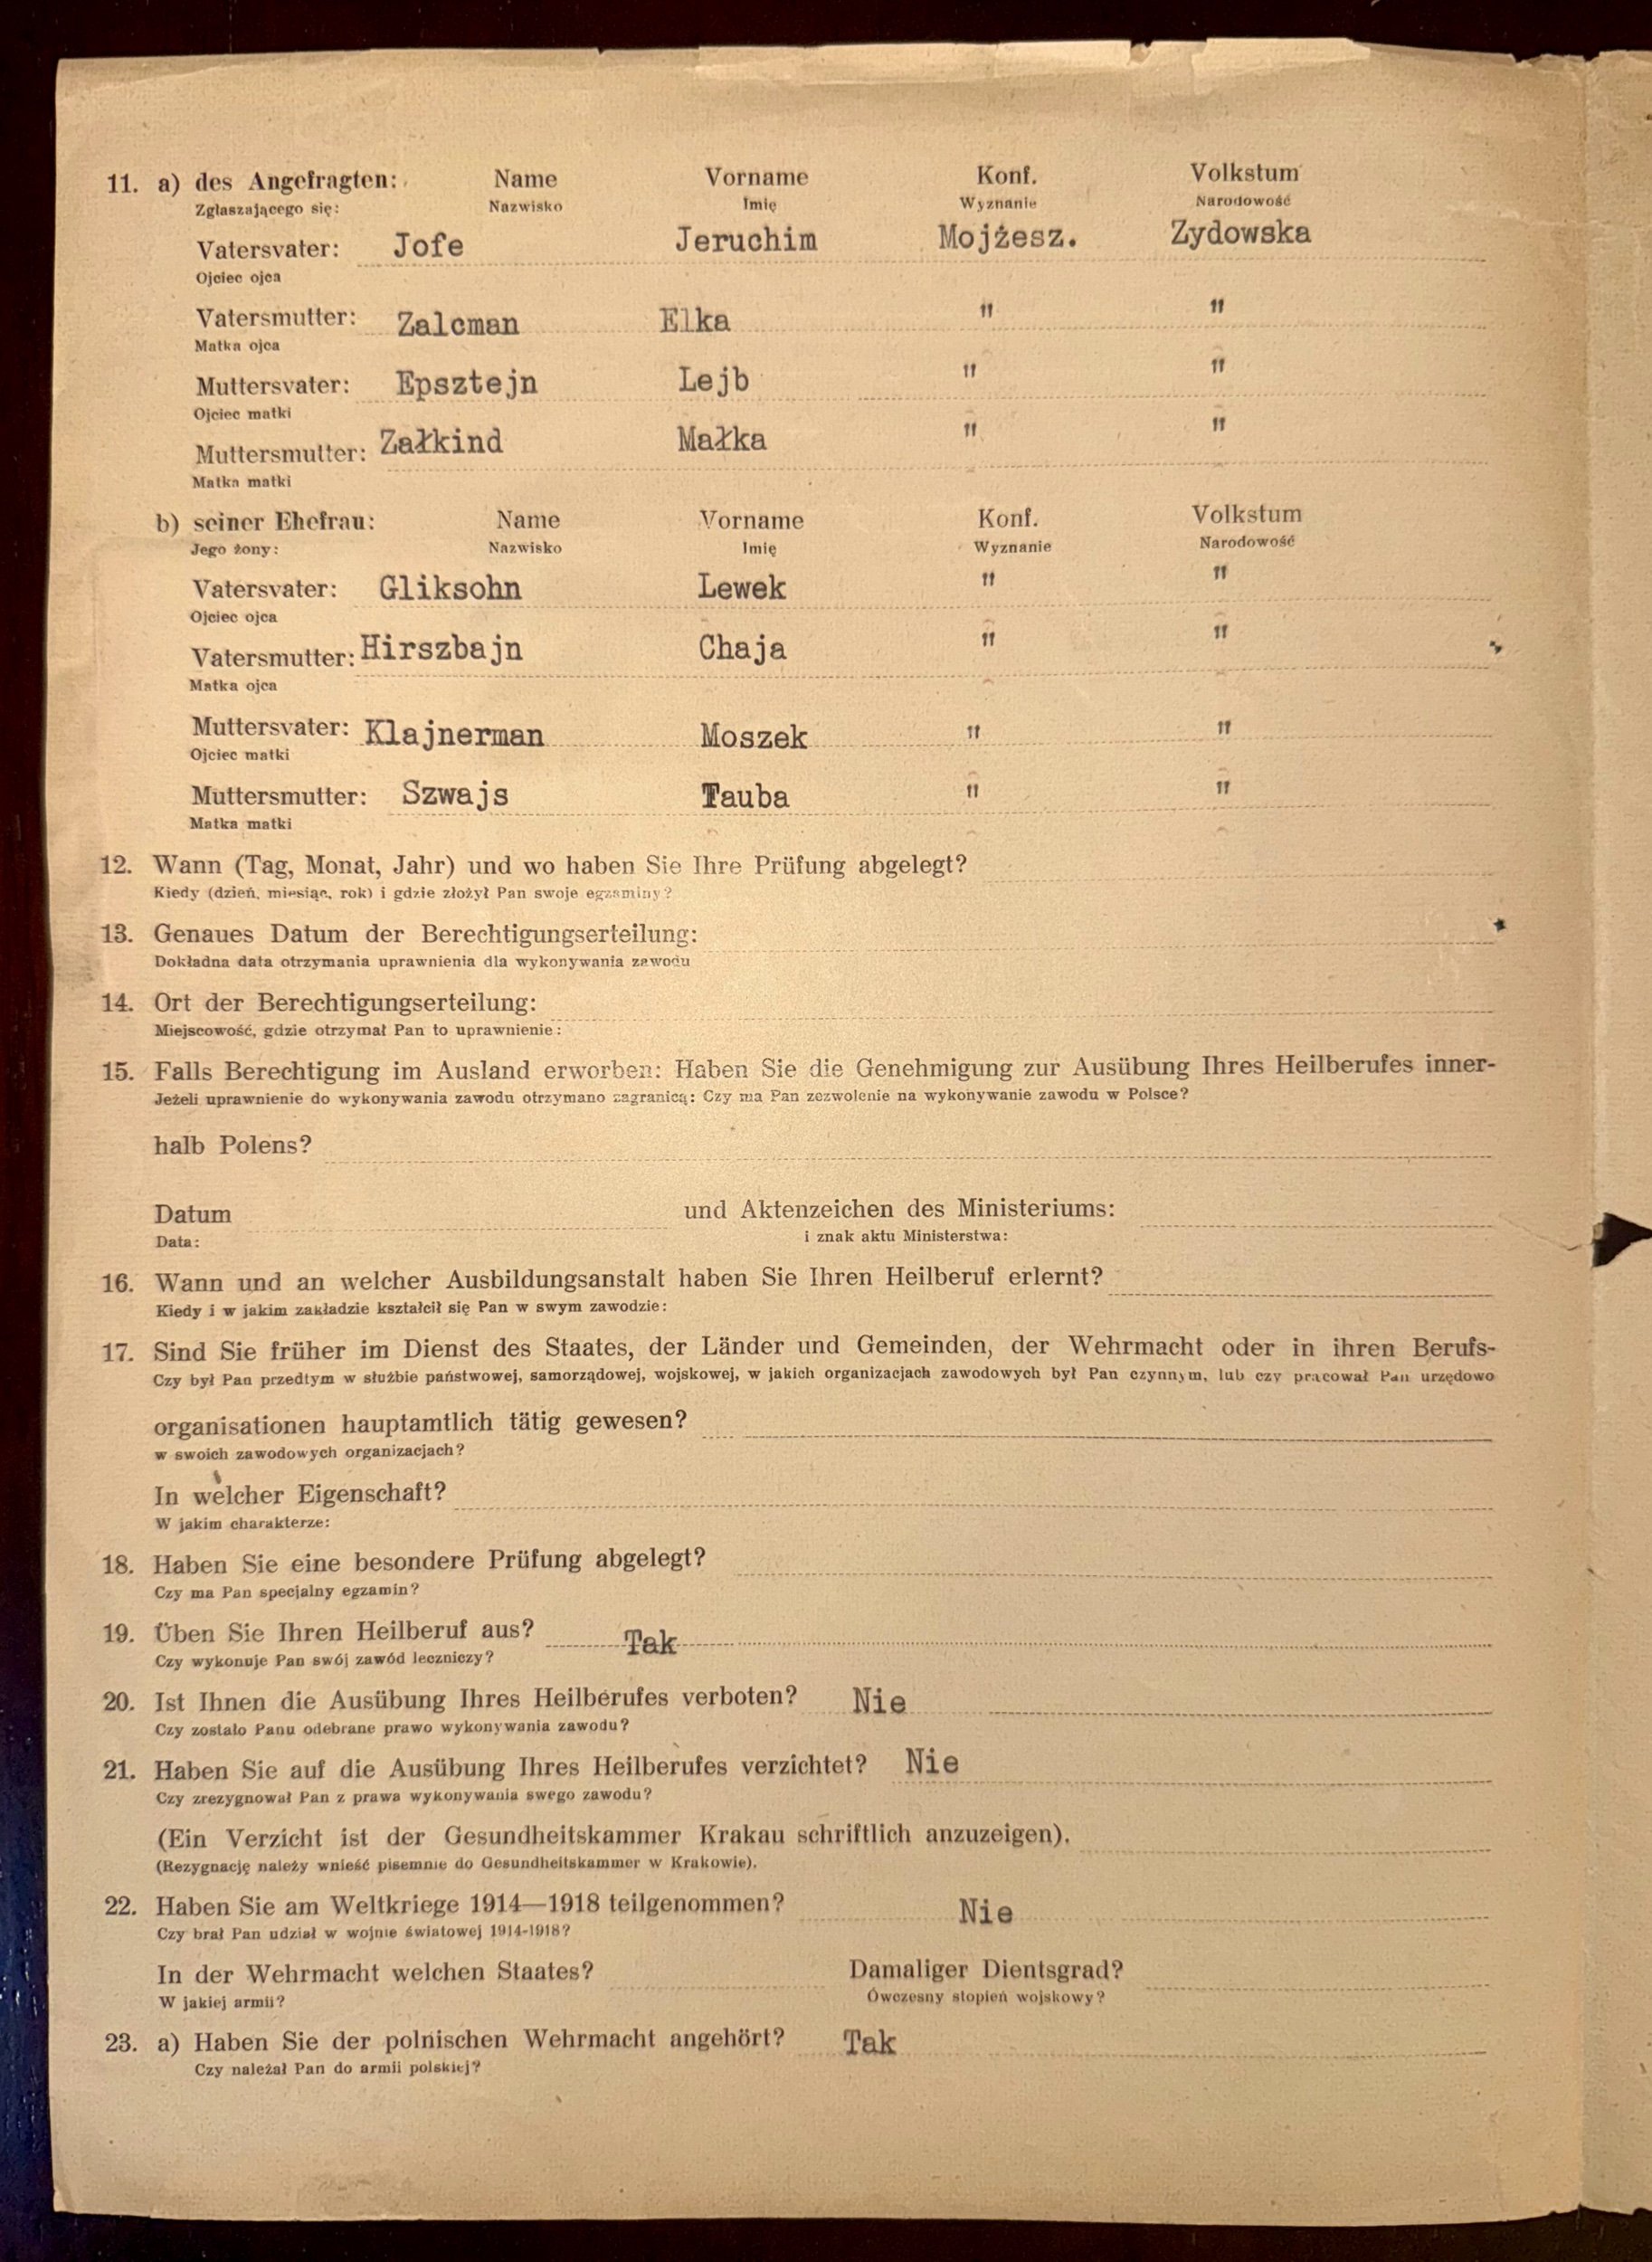 11. a) des Angefragten: Name Vorname Konf. Volkstum
Zgłaszającego się: Nazwisko Imię Wyznanie Narodowość
Vatersvater: Jofe Jeruchim Mojżesz. Zydowska
Ojciec ojca
Vatersmutter: Zalcman Elka " "
Matka ojca
Muttersvater: Epsztejn Lejb " "
Ojciec matki
Muttersmutter: Załkind Małka " "
Matka matki
b) seiner Ehefrau: Name Vorname Konf. Volkstum
Jego żony: Nazwisko Imię Wyznanie Narodowość
Vatersvater: Gliksohn Lewek " "
Ojciec ojca
Vatersmutter: Hirszbajn Chaja " "
Matka ojca
Muttersvater: Klajnerman Moszek " "
Ojciec matki
Muttersmutter: Szwajs Tauba " "
Matka matki
12. Wann (Tag, Monat, Jahr) und wo haben Sie Ihre Prüfung abgelegt?
Kiedy (dzień, miesiąc, rok) i gdzie złożył Pan swoje egzaminy?
13. Genaues Datum der Berechtigungserteilung:
Dokładna data otrzymania uprawnienia dla wykonywania zawodu
14. Ort der Berechtigungserteilung:
Miejscowość, gdzie otrzymał Pan to uprawnienie:
15. Falls Berechtigung im Ausland erworben: Haben Sie die Genehmigung zur Ausübung Ihres Heilberufes inner-
Jeżeli uprawnienie do wykonywania zawodu otrzymano zagranicą: Czy ma Pan zezwolenie na wykonywanie zawodu w Polsce?
halb Polens?
Datum und Aktenzeichen des Ministeriums:
Data: i znak aktu Ministerstwa:
16. Wann und an welcher Ausbildungsanstalt haben Sie Ihren Heilberuf erlernt?
Kiedy i w jakim zakładzie kształcił się Pan w swym zawodzie:
17. Sind Sie früher im Dienst des Staates, der Länder und Gemeinden, der Wehrmacht oder in ihren Berufs-
Czy był Pan przedtym w służbie państwowej, samorządowej, wojskowej, w jakich organizacjach zawodowych był Pan czynnym, lub czy pracował Pan urzędowo
organisationen hauptamtlich tätig gewesen?
w swoich zawodowych organizacjach?
In welcher Eigenschaft?
W jakim charakterze:
18. Haben Sie eine besondere Prüfung abgelegt?
Czy ma Pan specjalny egzamin?
19. Üben Sie Ihren Heilberuf aus? Tak
Czy wykonuje Pan swój zawód leczniczy?
20. Ist Ihnen die Ausübung Ihres Heilberufes verboten? Nie
Czy zostało Panu odebrane prawo wykonywania zawodu?
21. Haben Sie auf die Ausübung Ihres Heilberufes verzichtet? Nie
Czy zrezygnował Pan z prawa wykonywania swego zawodu?
(Ein Verzicht ist der Gesundheitskammer Krakau schriftlich anzuzeigen).
(Rezygnację należy wnieść pisemnie do Gesundheitskammer w Krakowie).
22. Haben Sie am Weltkriege 1914—1918 teilgenommen? Nie
Czy brał Pan udział w wojnie światowej 1914-1918?
In der Wehrmacht welchen Staates? Damaliger Dientsgrad?
W jakiej armii? Ówczesny stopień wojskowy?
23. a) Haben Sie der polnischen Wehrmacht angehört? Tak
Czy należał Pan do armii polskiej?